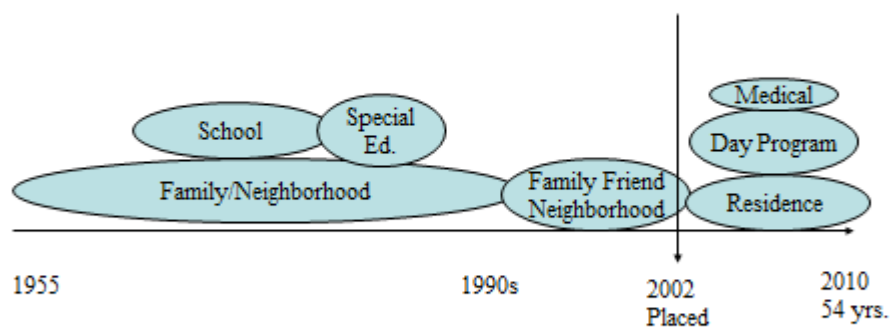 Medical
School
Special
Ed.
Day Program
Family/Neighborhood
Family Friend
Neighborhood
Residence
1955
1990s
2002
Placed
2010
54 yrs.